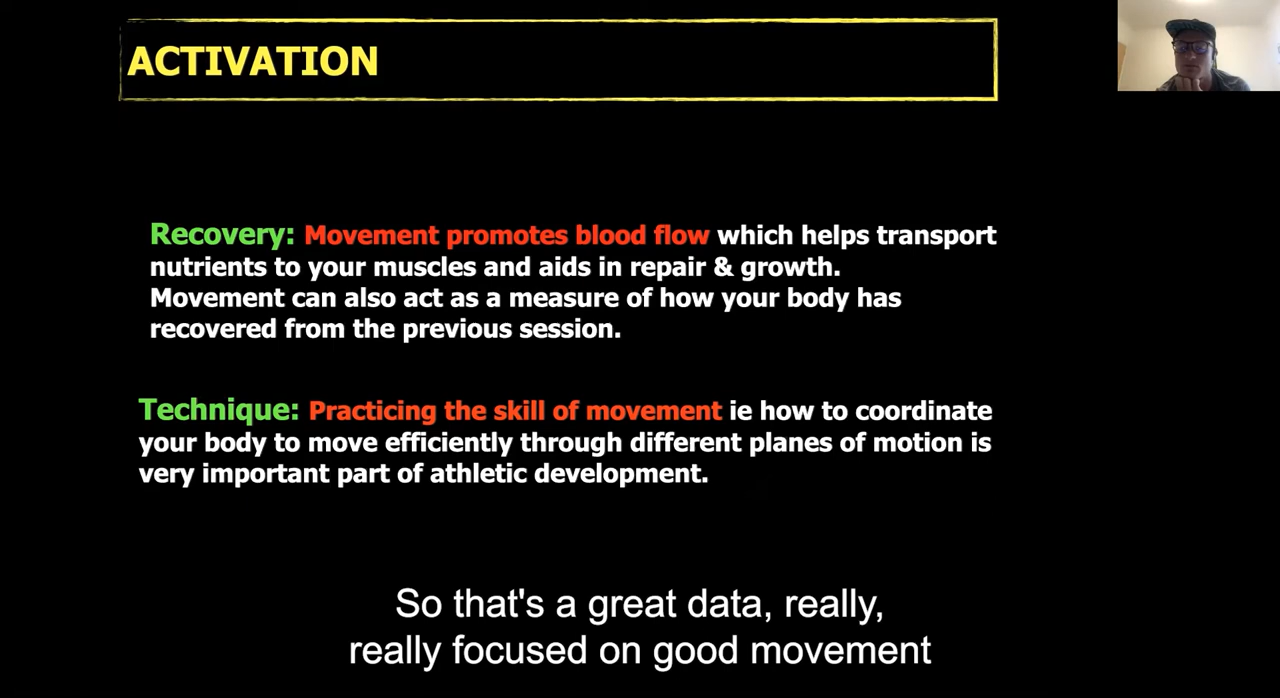 ACTIVATION
Recovery: Movement promotes blood flow which helps transport
nutrients to your muscles and aids in repair & growth.
Movement can also act as a measure of how your body has
recovered from the previous session.
Technique: Practicing the skill of movement ie how to coordinate
your body to move efficiently through different planes of motion is
very important part of athletic development.
So that's a great data, really,
really focused on good movement